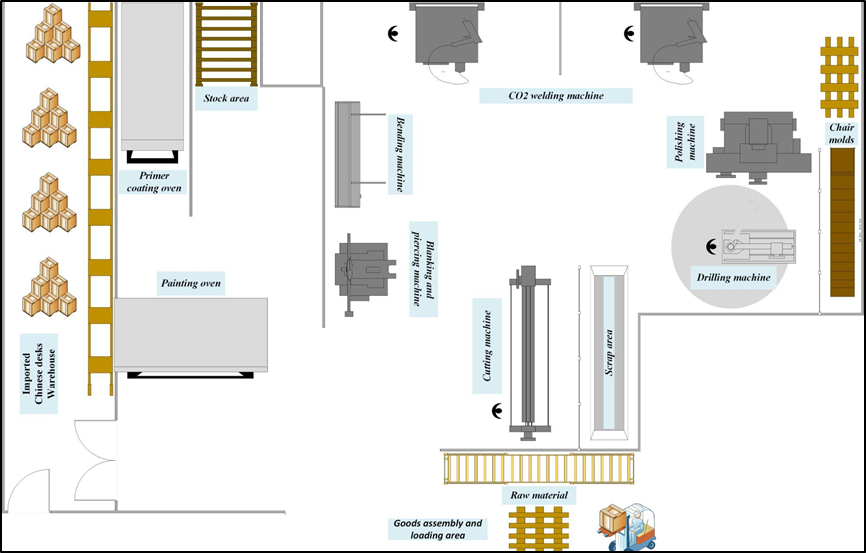 Stock area
CO2 welding machine
Chair
molds
Polishing
machine
Bending machine
Primer
coating oven
Blanking and
piercing machine
Painting oven
Drilling machine
Cutting machine
Scrap area
Imported
Chinese desks
Warehouse
Raw material
Goods assembly and
loading area